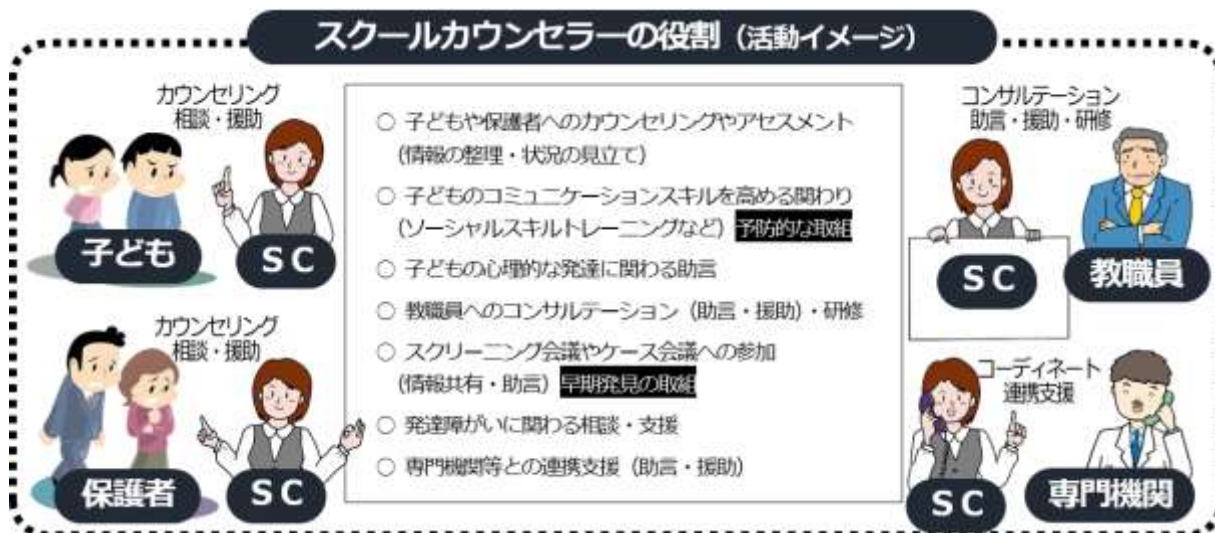 スクールカウンセラーの役割（活動イメージ）
カウンセリング
相談・援助
子ども
ＳＣ
カウンセリング
相談・援助
保護者
ＳＣ
○ 子どもや保護者へのカウンセリングやアセスメント
(情報の整理・状況の見立て）
○ 子どものコミュニケーションスキルを高める関わり
(ソーシャルスキルトレーニングなど） 予防的な取組
○ 子どもの心理的な発達に関わる助言
○ 教職員へのコンサルテーション（助言・援助）・研修
○ スクリーニング会議やケース会議への参加
(情報共有・助言） 早期発見の取組
○ 発達障がいに関わる相談・支援
○ 専門機関等との連携支援（助言・援助）
コンサルテーション
助言・援助・研修
ＳＣ
教職員
コーディネート
連携支援
ＳＣ
専門機関